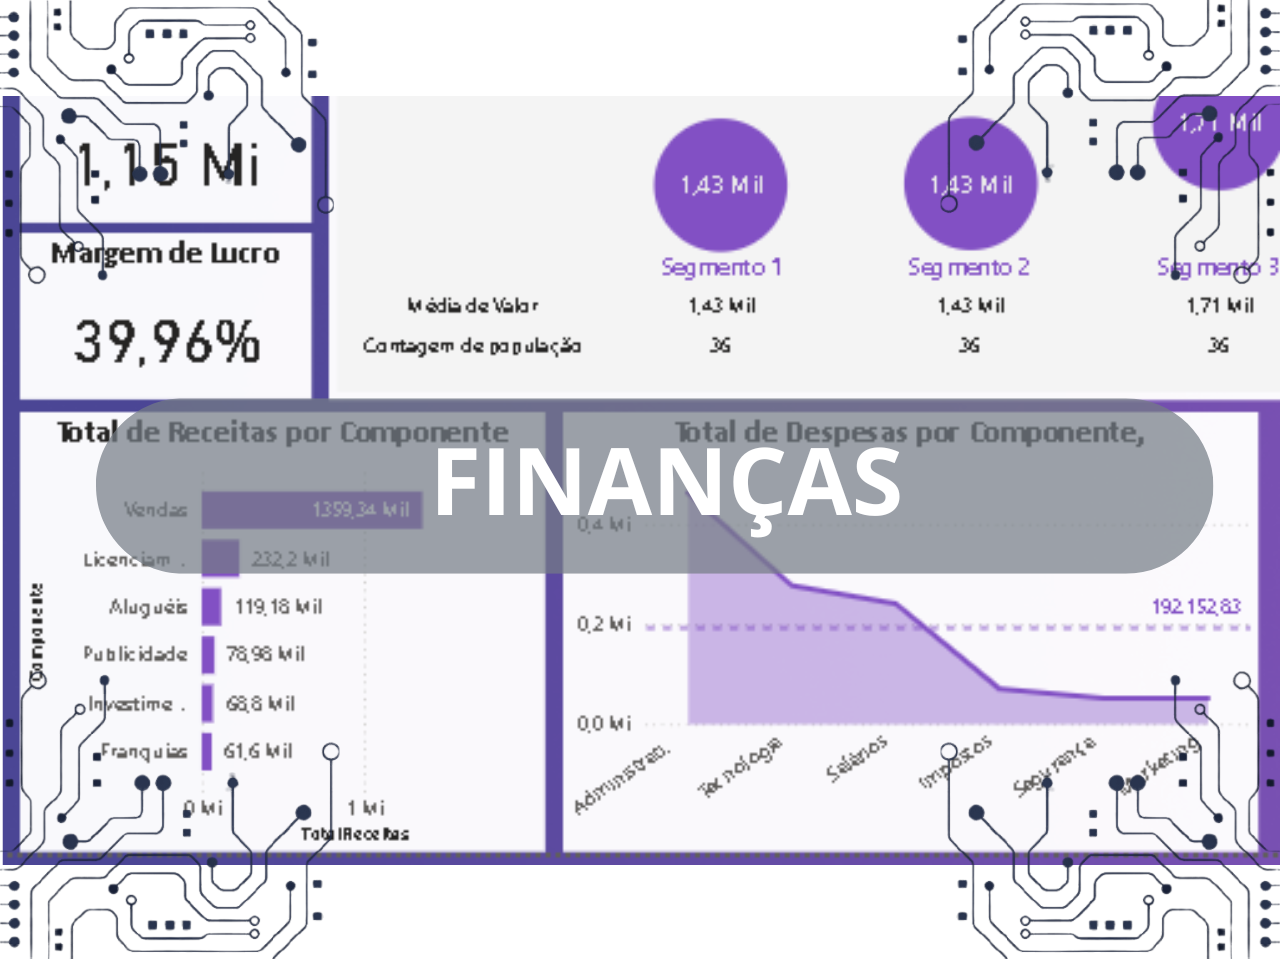 1,15 Mi
Margem de Lucro
39,96%
1,43 Mil
1,43 Mil
1,71 Mil
Segmento 1
Segmento 2
Segmento 3
Média de Valor
1,43 Mil
1,43 Mil
1,71 Mil
Contagem de população
36
36
36
Total de Receitas por Componente
Componente
Vendas
1359,34 Mil
Licenciam...
232,2 Mil
Aluguéis
119,18 Mil
Publicidade
78,98 Mil
Investime...
68,8 Mil
Franquias
61,6 Mil
0 Mi
1 Mi
TotalReceitas
Total de Despesas por Componente,
0,4 Mi
0,2 Mi
0,0 Mi
192.152,83
Administrati...
Tecnologia
Salários
Impostos
Segurança
Marketing
FINANÇAS